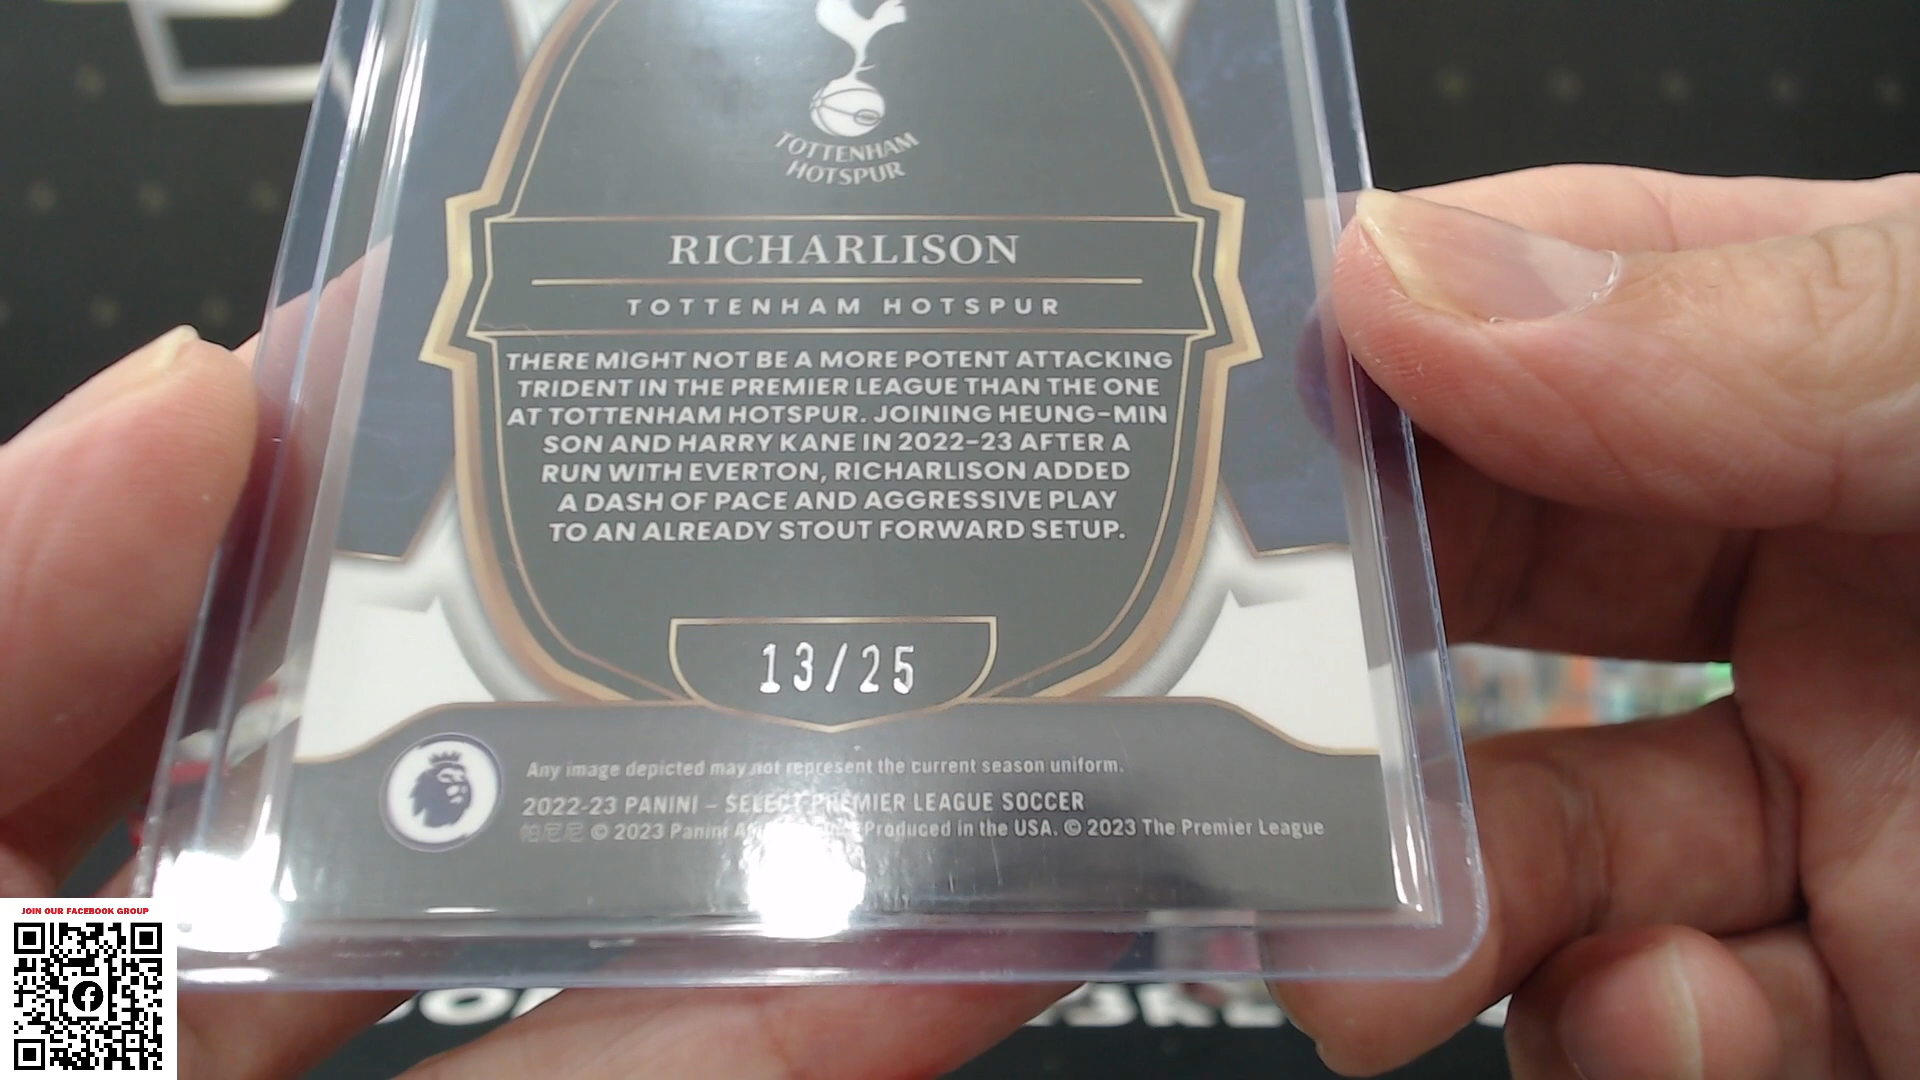 TOTTENHAM
HOTSPUR
RICHARLISON
TOTTENHAM HOTSPUR
THERE MIGHT NOT BE A MORE POTENT ATTACKING
TRIDENT IN THE PREMIER LEAGUE THAN THE ONE
AT TOTTENHAM HOTSPUR. JOINING HEUNG-MIN
SON AND HARRY KANE IN 2022-23 AFTER A
RUN WITH EVERTON, RICHARLISON ADDED
A DASH OF PACE AND AGGRESSIVE PLAY
TO AN ALREADY STOUT FORWARD SETUP.
13/25
Any image depicted may not represent the current season uniform.
2022-23 PANINI – SELECT PREMIER LEAGUE SOCCER
© 2023 Panini Produced in the USA. © 2023 The Premier League
JOIN OUR FACEBOOK GROUP